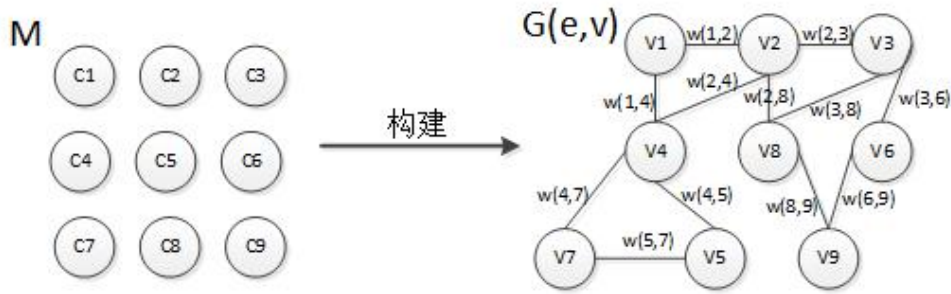 M
G(e,v)
C1 C2 C3
C4 C5 C6
C7 C8 C9
构建
V1 w(1,2) V2 w(2,3) V3
w(1,4) w(2,4) w(2,8) w(3,8) w(3,6)
V4 V8 V6
w(4,7) w(4,5) w(8,9) w(6,9)
V7 w(5,7) V5 V9